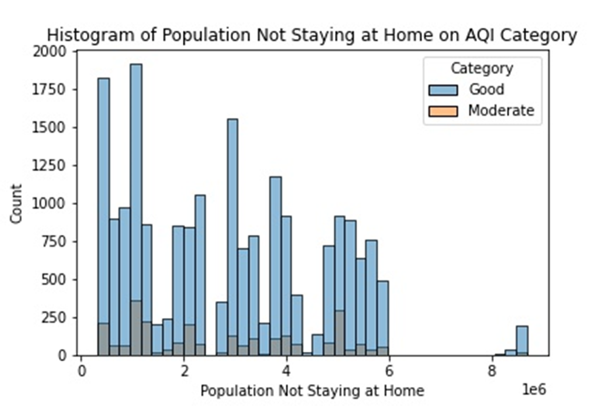 Histogram of Population Not Staying at Home on AQI Category
2000
1750
1500
1250
1000
750
500
250
0
Count
Category
Good
Moderate
0 2 4 6 8
1e6
Population Not Staying at Home